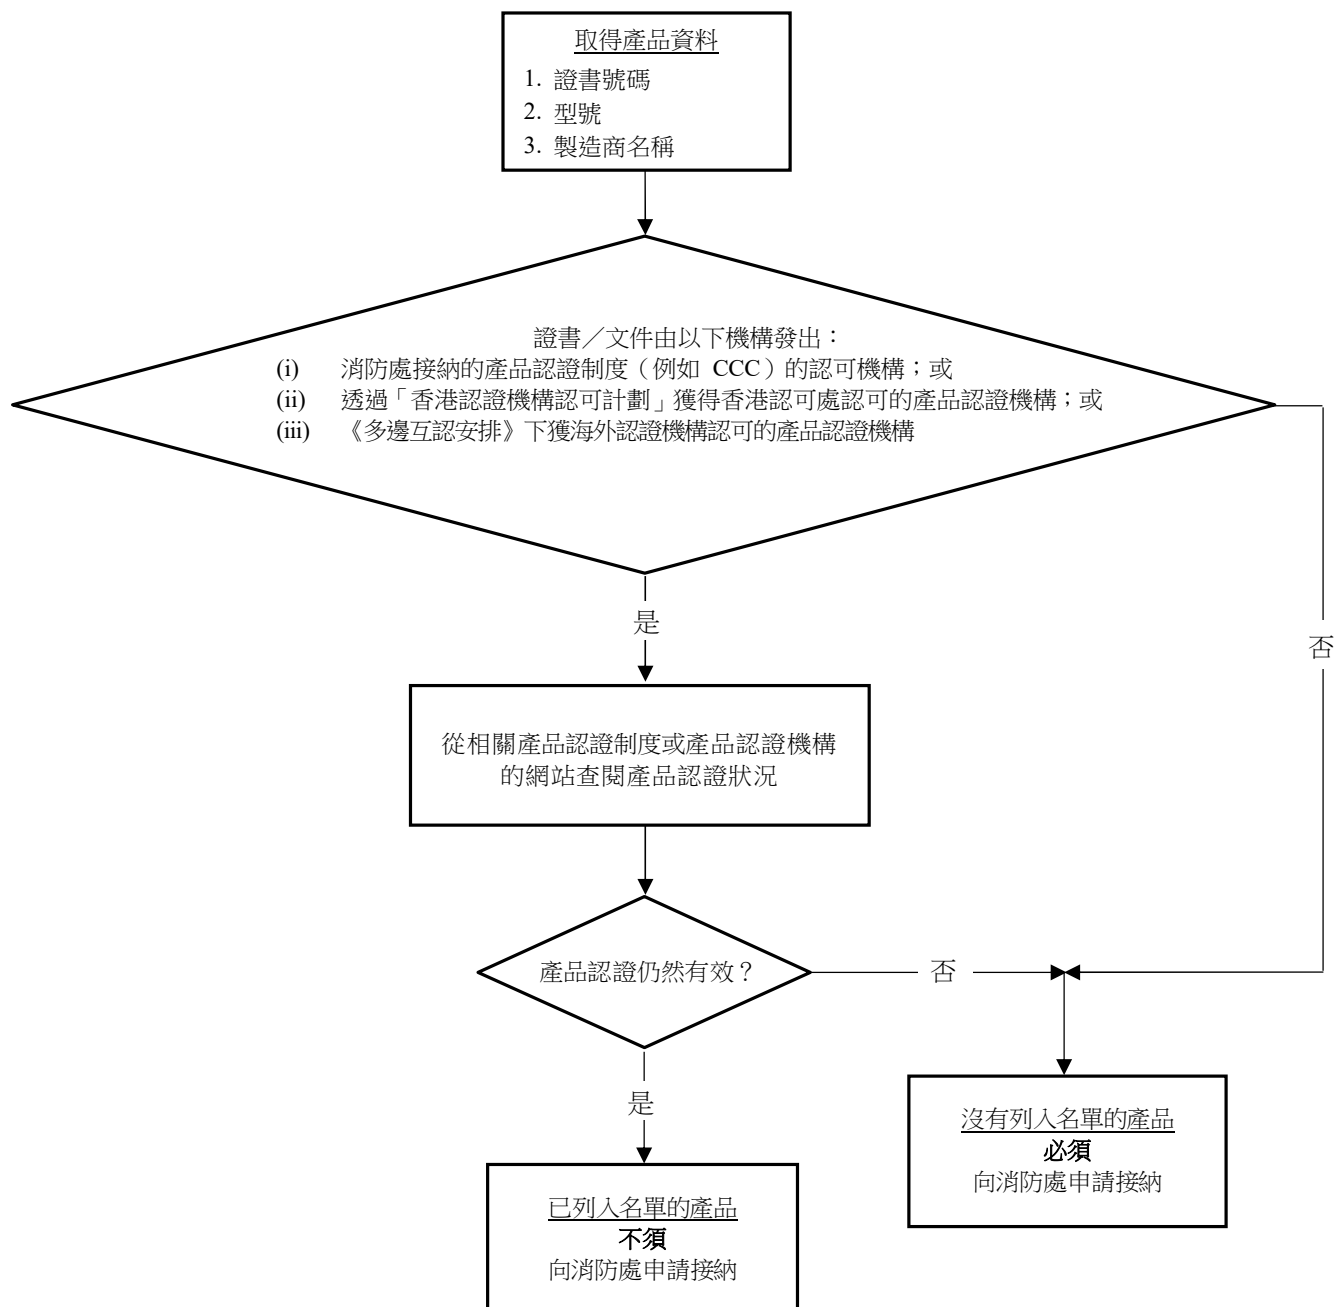 取得產品資料
1. 證書號碼
2. 型號
3. 製造商名稱
證書／文件由以下機構發出：
(i) 消防處接納的產品認證制度（例如 CCC）的認可機構；或
(ii) 透過「香港認證機構認可計劃」獲得香港認可處認可的產品認證機構；或
(iii) 《多邊互認安排》下獲海外認證機構認可的產品認證機構
是
否
從相關產品認證制度或產品認證機構
的網站查閱產品認證狀況
產品認證仍然有效？
否
是
沒有列入名單的產品
必須
向消防處申請接納
已列入名單的產品
不須
向消防處申請接納